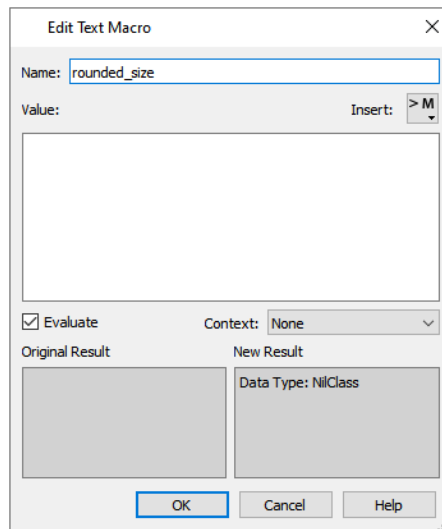 Edit Text Macro
Name: rounded_size
Value: Insert: > M
Evaluate Context: None
Original Result New Result
Data Type: NilClass
OK Cancel Help